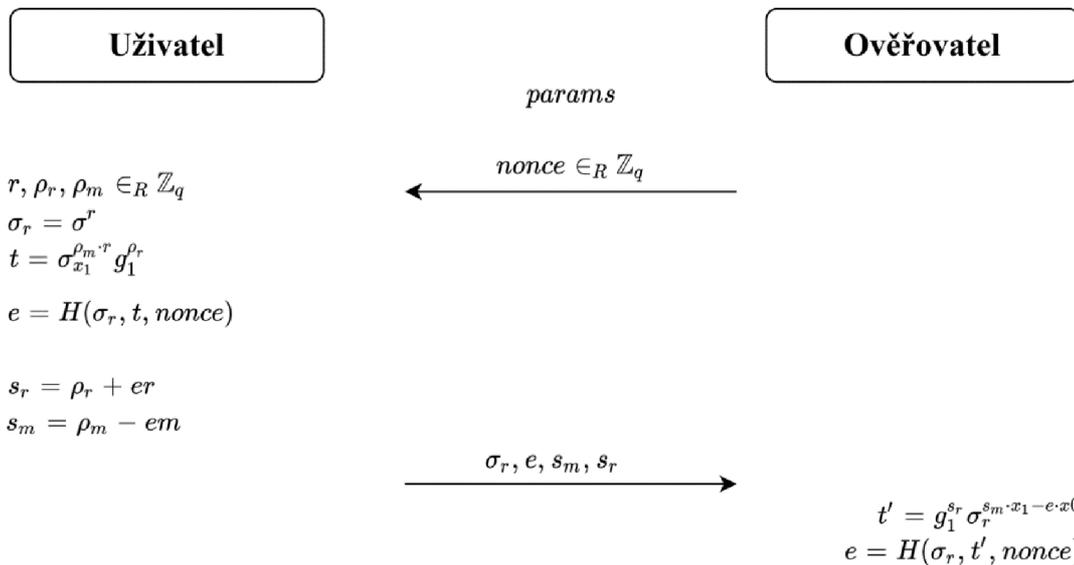 Uživatel
Ověřovatel
params
nonce ∈_R ℤ_q
r, ρ_r, ρ_m ∈_R ℤ_q
σ_r = σ^r
t = σ_{x_1}^{ρ_m·r} g_1^{ρ_r}
e = H(σ_r, t, nonce)
s_r = ρ_r + er
s_m = ρ_m − em
σ_r, e, s_m, s_r
t′ = g_1^{s_r} σ_r^{s_m·x_1−e·x0}
e = H(σ_r, t′, nonce)